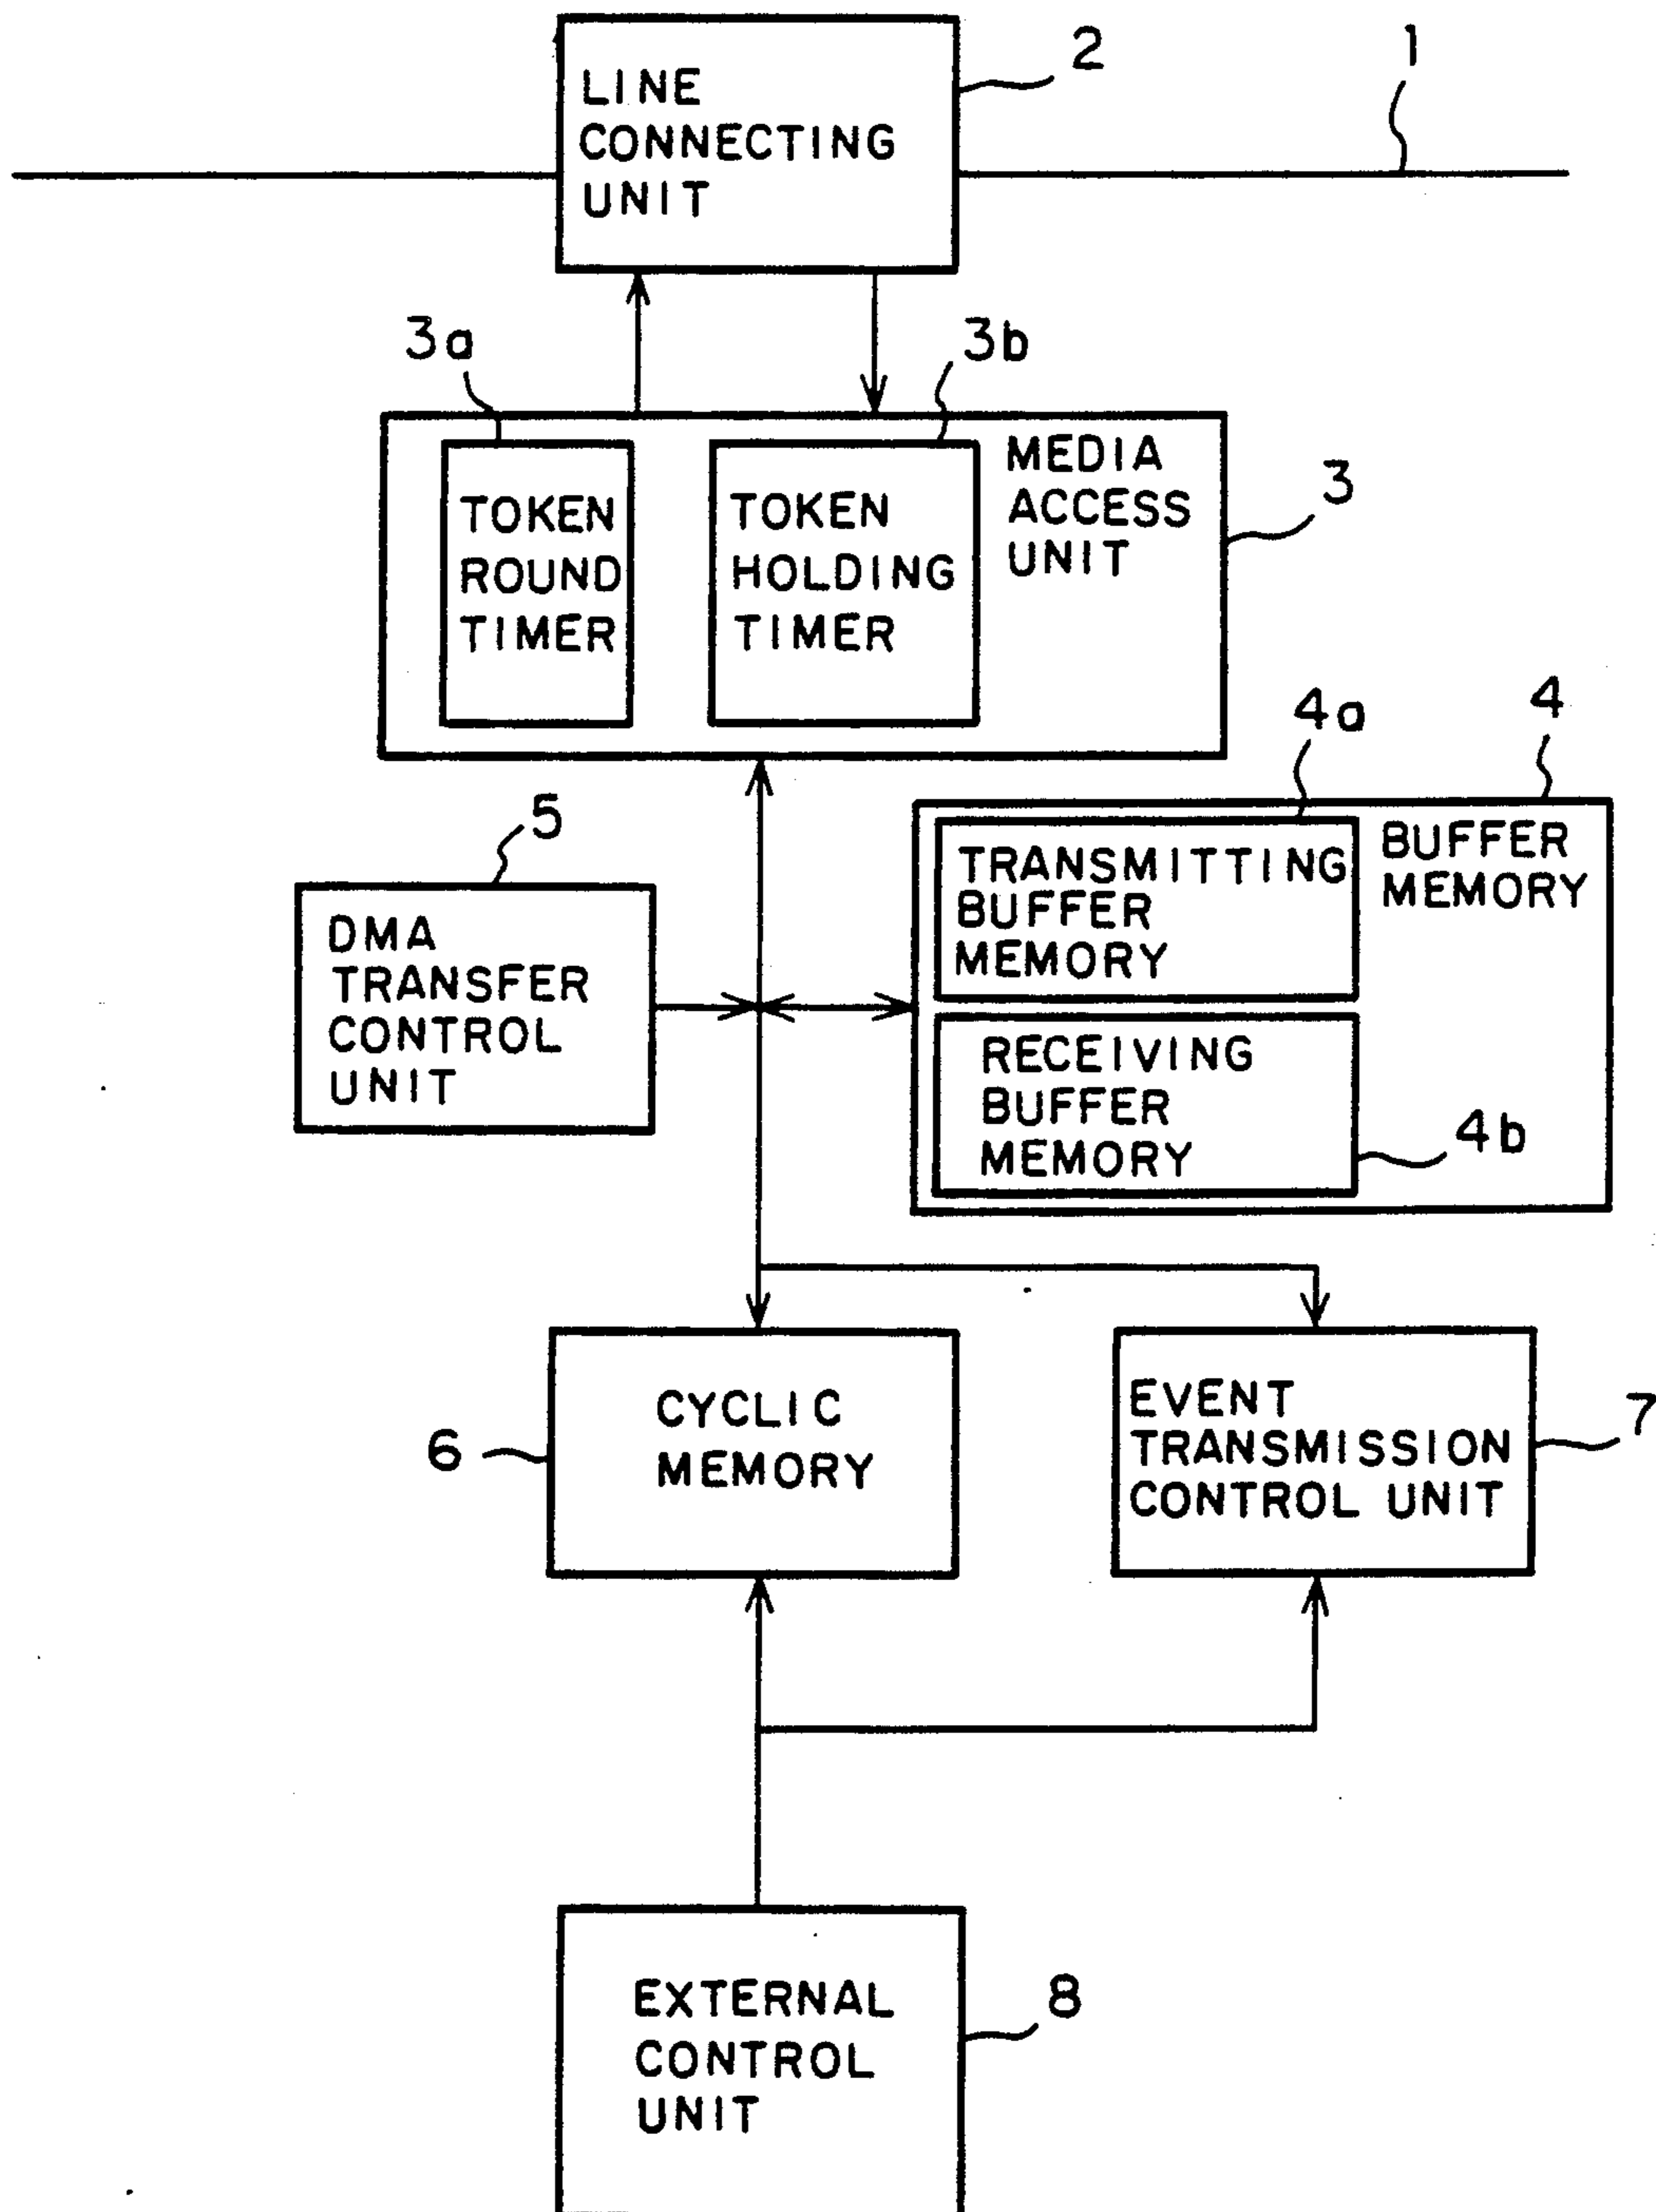 2
1
LINE
CONNECTING
UNIT
3a
3b
TOKEN
ROUND
TIMER
TOKEN
HOLDING
TIMER
MEDIA
ACCESS
UNIT
3
4a
4
5
DMA
TRANSFER
CONTROL
UNIT
TRANSMITTING
BUFFER
MEMORY
BUFFER
MEMORY
RECEIVING
BUFFER
MEMORY
4b
6
CYCLIC
MEMORY
EVENT
TRANSMISSION
CONTROL UNIT
7
EXTERNAL
CONTROL
UNIT
8